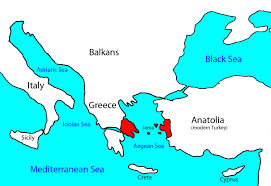 Black Sea
Balkans
Adriatic Sea
Italy
Greece
Anatolia
(modern Turkey)
Ionian Sea
Aegean Sea
Sicily
Mediterranean Sea
Crete
Cyprus